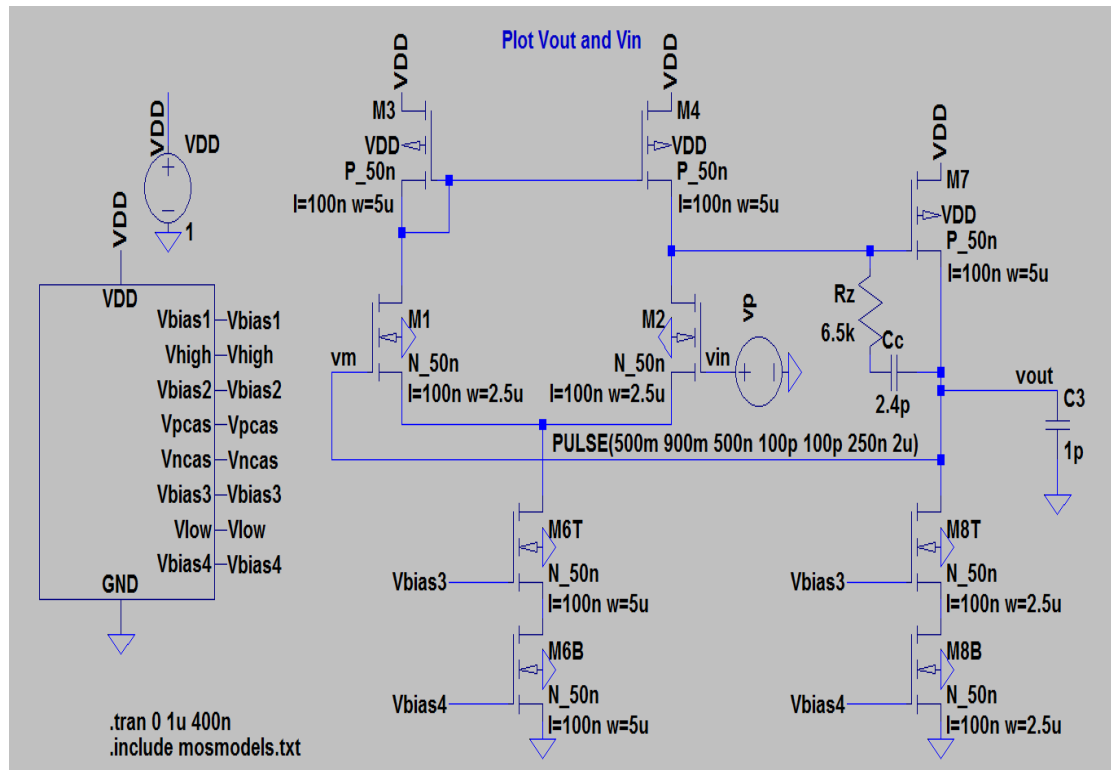 Plot Vout and Vin
VDD
VDD
M3
M4
VDD
VDD
VDD
VDD
P_50n
P_50n
l=100n w=5u
l=100n w=5u
VDD
M7
VDD
P_50n
l=100n w=5u
1
VDD
VDD
Vbias1
Vbias1
Vhigh
Vhigh
Vbias2
Vbias2
Vpcas
Vpcas
Vncas
Vncas
Vbias3
Vbias3
Vlow
Vlow
Vbias4
Vbias4
GND
M1
M2
vp
Rz
6.5k
Cc
2.4p
vm
N_50n
N_50n
vin
l=100n w=2.5u
l=100n w=2.5u
vout
C3
1p
PULSE(500m 900m 500n 100p 100p 250n 2u)
M6T
Vbias3
N_50n
l=100n w=5u
M8T
Vbias3
N_50n
l=100n w=2.5u
M6B
Vbias4
N_50n
l=100n w=5u
M8B
Vbias4
N_50n
l=100n w=2.5u
.tran 0 1u 400n
.include mosmodels.txt